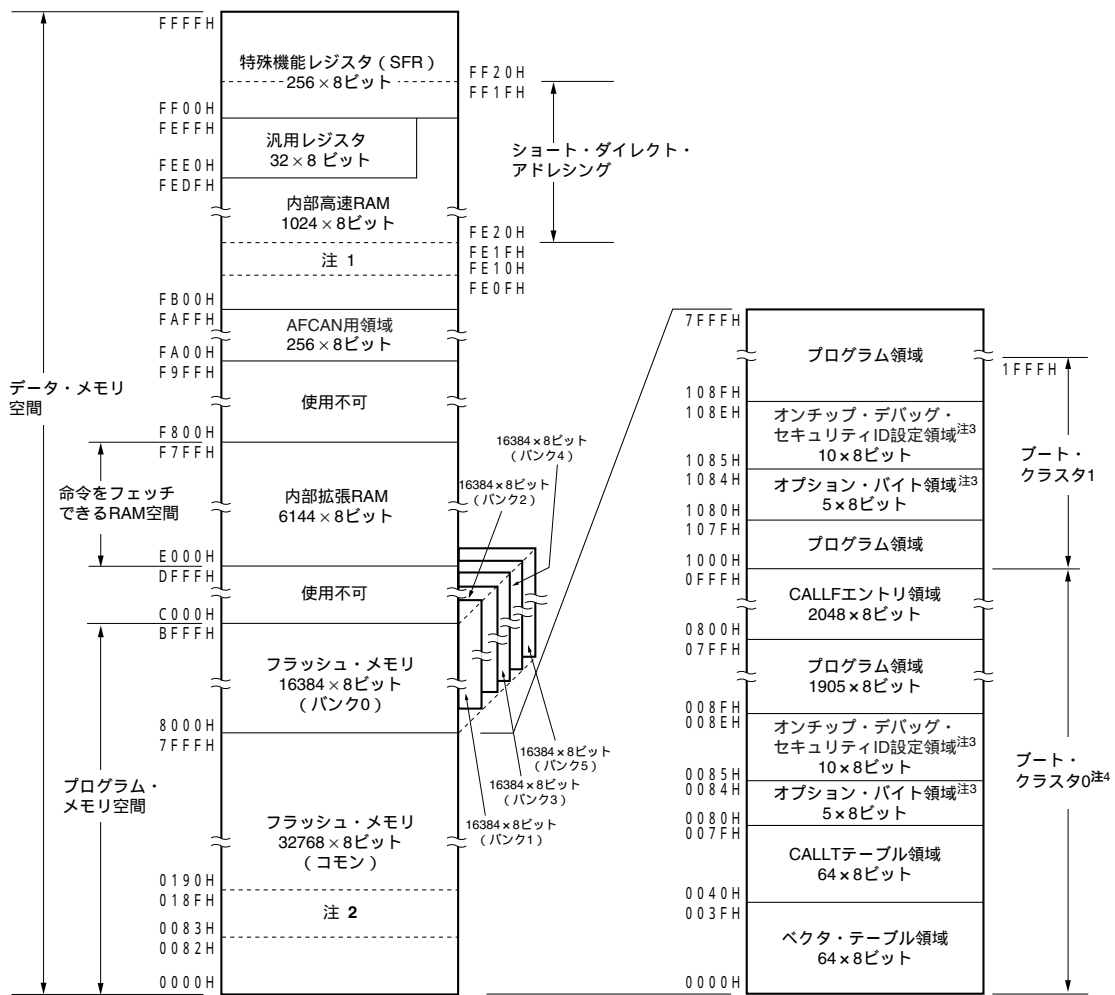 FFFFH
特殊機能レジスタ（SFR）
256×8ビット
FF20H
FF1FH
FF00H
FEFFH
汎用レジスタ
32×8 ビット
FEE0H
FEDFH
ショート・ダイレクト・
アドレシング
内部高速RAM
1024×8ビット
FE20H
FE1FH
注 1
FE10H
FE0FH
FB00H
FAFFH
AFCAN用領域
256×8ビット
FA00H
F9FFH
データ・メモリ
空間
使用不可
F800H
F7FFH
命令をフェッチ
できるRAM空間
内部拡張RAM
6144×8ビット
E000H
DFFFH
使用不可
C000H
BFFFH
フラッシュ・メモリ
16384×8ビット
（バンク0）
8000H
7FFFH
プログラム・
メモリ空間
フラッシュ・メモリ
32768×8ビット
（コモン）
0190H
018FH
注 2
0083H
0082H
0000H
16384×8ビット
（バンク4）
16384×8ビット
（バンク2）
16384×8ビット
（バンク5）
16384×8ビット
（バンク3）
16384×8ビット
（バンク1）
7FFFH
プログラム領域
1FFFH
108FH
108EH
オンチップ・デバッグ・
セキュリティID設定領域注3
10×8ビット
1085H
1084H
オプション・バイト領域注3
5×8ビット
1080H
107FH
プログラム領域
ブート・
クラスタ1
1000H
0FFFH
CALLFエントリ領域
2048×8ビット
0800H
07FFH
プログラム領域
1905×8ビット
008FH
008EH
オンチップ・デバッグ・
セキュリティID設定領域注3
10×8ビット
0085H
0084H
オプション・バイト領域注3
5×8ビット
0080H
007FH
ブート・
クラスタ0注4
CALLTテーブル領域
64×8ビット
0040H
003FH
ベクタ・テーブル領域
64×8ビット
0000H